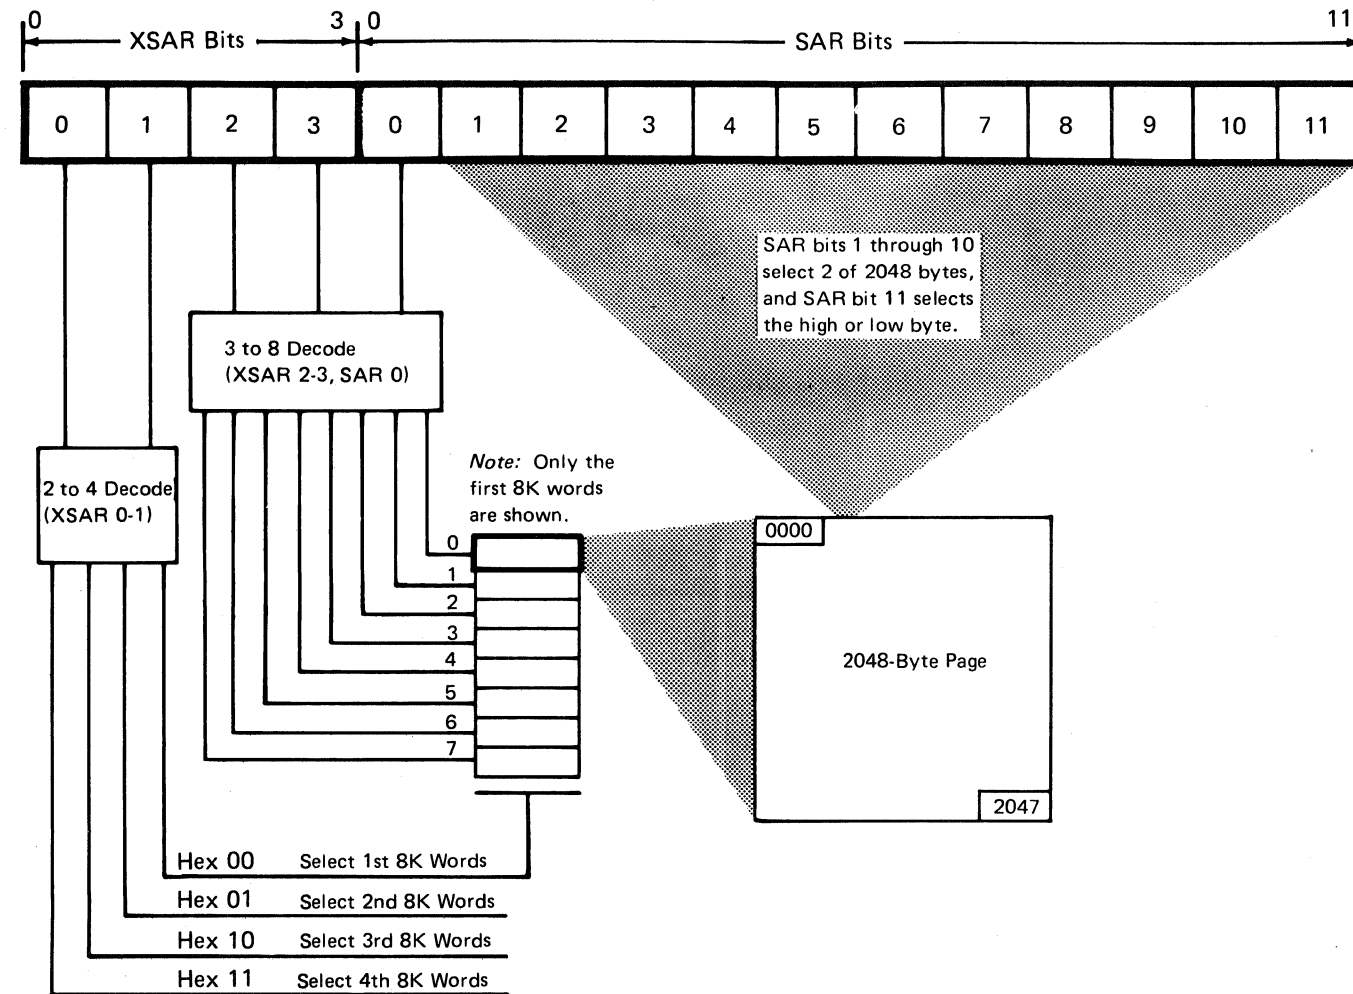 0 3 0 11
XSAR Bits SAR Bits
0 1 2 3 0 1 2 3 4 5 6 7 8 9 10 11
SAR bits 1 through 10
select 2 of 2048 bytes,
and SAR bit 11 selects
the high or low byte.
3 to 8 Decode
(XSAR 2-3, SAR 0)
2 to 4 Decode
(XSAR 0-1)
Note: Only the
first 8K words
are shown.
0
1
2
3
4
5
6
7
0000
2048-Byte Page
2047
Hex 00 Select 1st 8K Words
Hex 01 Select 2nd 8K Words
Hex 10 Select 3rd 8K Words
Hex 11 Select 4th 8K Words